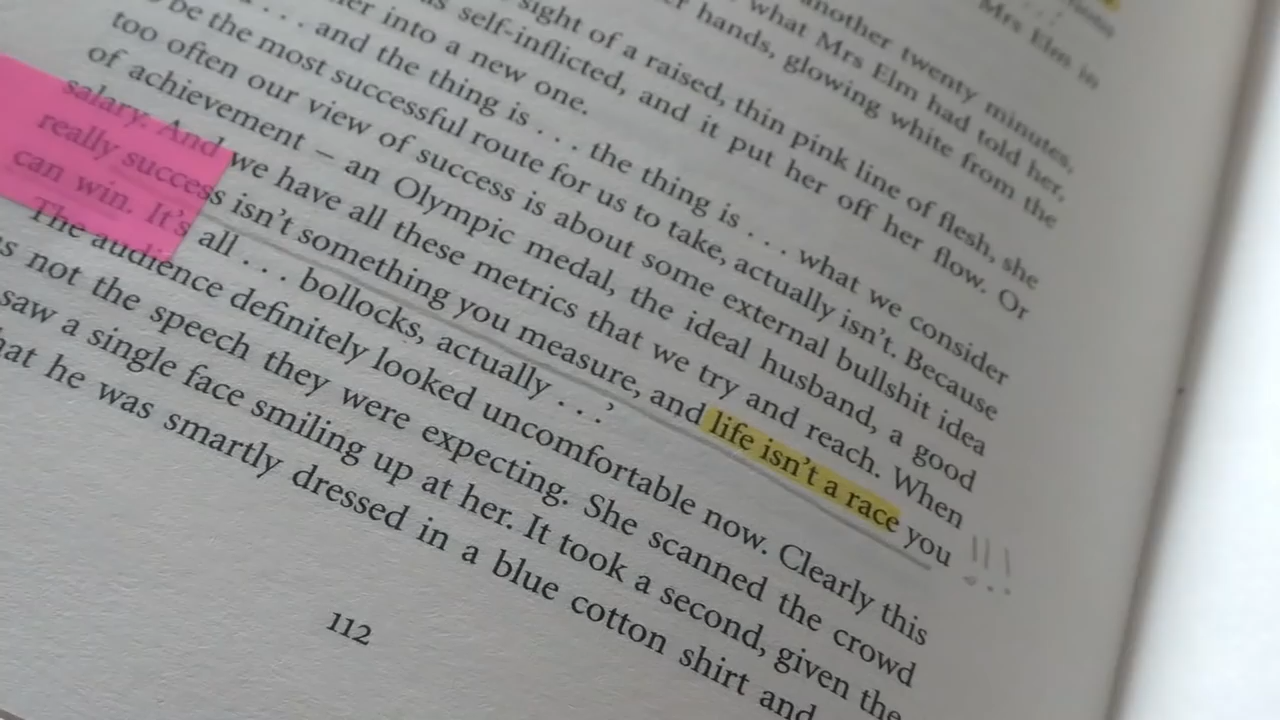 Mrs
another twenty minutes,
what Mrs Elm had told her,
hands, glowing white from the
sight of a raised, thin pink line of flesh, she
self-inflicted, and it put her off her flow. Or
into a new one.
. . . and the thing is . . . the thing is . . . what we consider
be the most successful route for us to take, actually isn't. Because
too often our view of success is about some external bullshit idea
of achievement – an Olympic medal, the ideal husband, a good
salary. And we have all these metrics that we try and reach. When
really success isn't something you measure, and life isn't a race you !!!
can win. It's all . . . bollocks, actually . . .'
The audience definitely looked uncomfortable now. Clearly this
not the speech they were expecting. She scanned the crowd
saw a single face smiling up at her. It took a second, given the
he was smartly dressed in a blue cotton shirt and
112